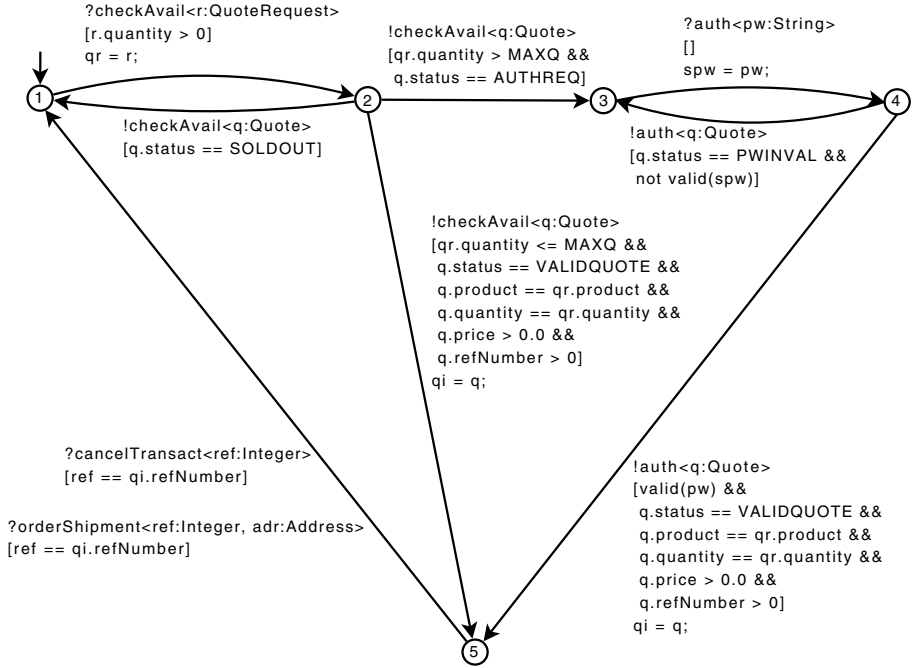 ?checkAvail<r:QuoteRequest>
[r.quantity > 0]
qr = r;
!checkAvail<q:Quote>
[qr.quantity > MAXQ &&
q.status == AUTHREQ]
?auth<pw:String>
[]
spw = pw;
1
2
3
4
!checkAvail<q:Quote>
[q.status == SOLDOUT]
!auth<q:Quote>
[q.status == PWINVAL &&
not valid(spw)]
!checkAvail<q:Quote>
[qr.quantity <= MAXQ &&
q.status == VALIDQUOTE &&
q.product == qr.product &&
q.quantity == qr.quantity &&
q.price > 0.0 &&
q.refNumber > 0]
qi = q;
?cancelTransact<ref:Integer>
[ref == qi.refNumber]
?orderShipment<ref:Integer, adr:Address>
[ref == qi.refNumber]
!auth<q:Quote>
[valid(pw) &&
q.status == VALIDQUOTE &&
q.product == qr.product &&
q.quantity == qr.quantity &&
q.price > 0.0 &&
q.refNumber > 0]
qi = q;
5